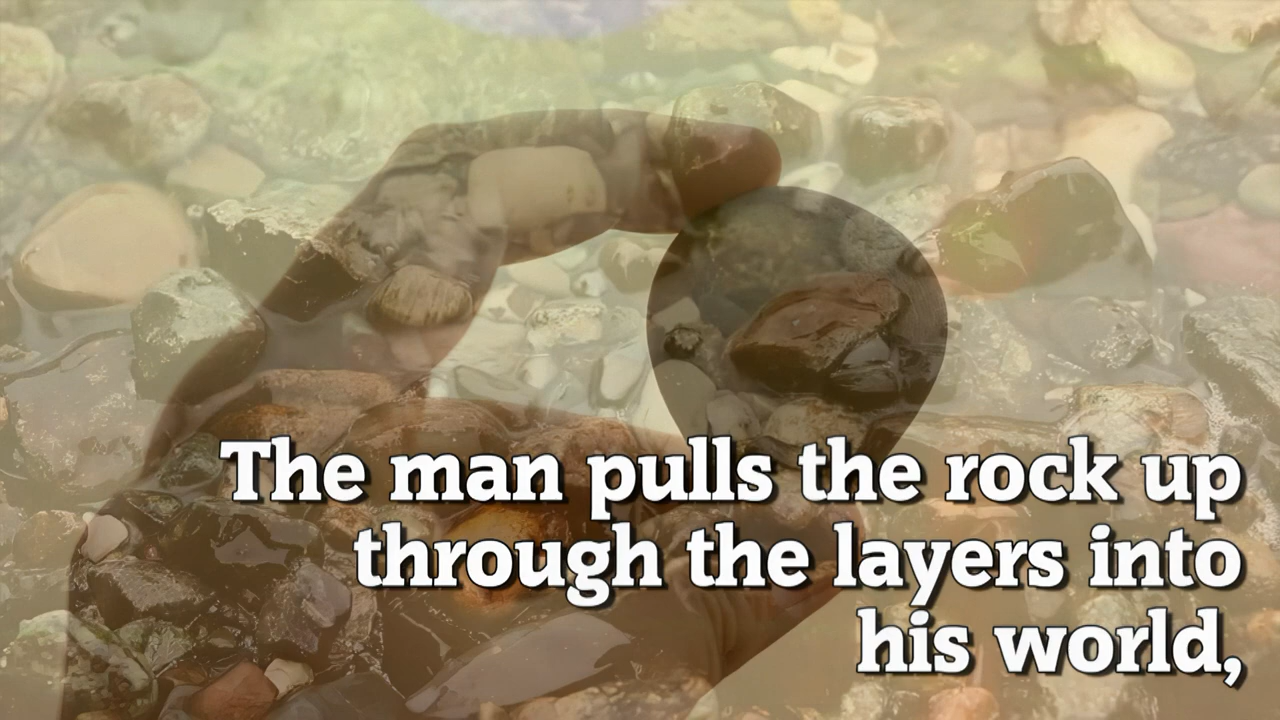 The man pulls the rock up
through the layers into
his world,